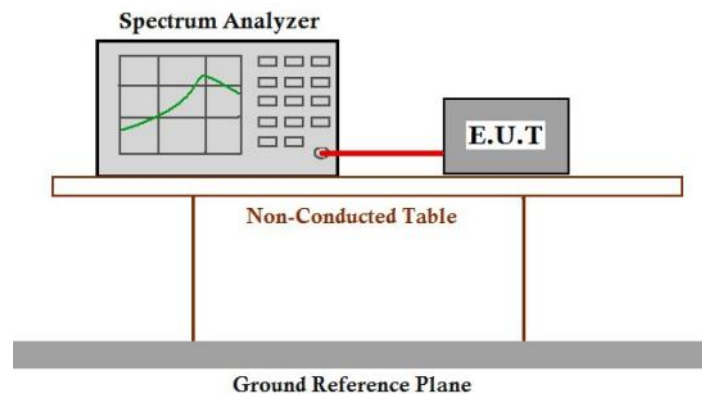 Spectrum Analyzer
E.U.T
Non-Conducted Table
Ground Reference Plane